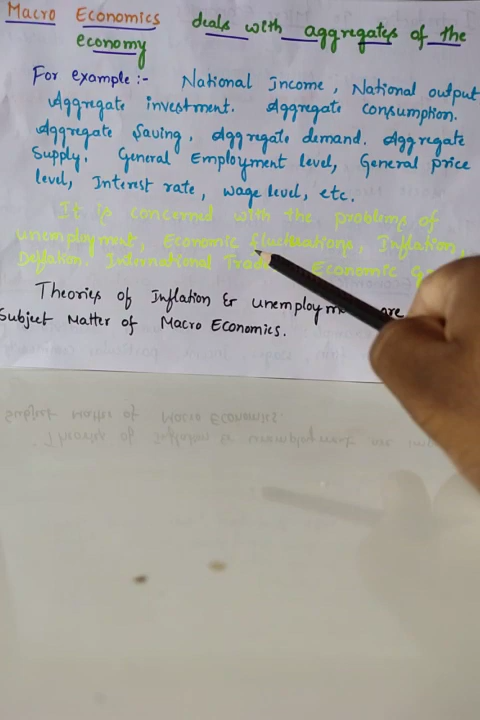 Macro Economics deals with aggregates of the
economy
For example :- National Income, National output
Aggregate investment. Aggregate consumption.
Aggregate Saving, Aggregate demand. Aggregate
Supply. General Employment level, General price
level, Interest rate, wage level, etc.
It is concerned with the problems of
unemployment, Economic fluctuations, Inflation,
Deflation. International Trade Economic
Theories of Inflation & unemployment are
Subject Matter of Macro Economics.